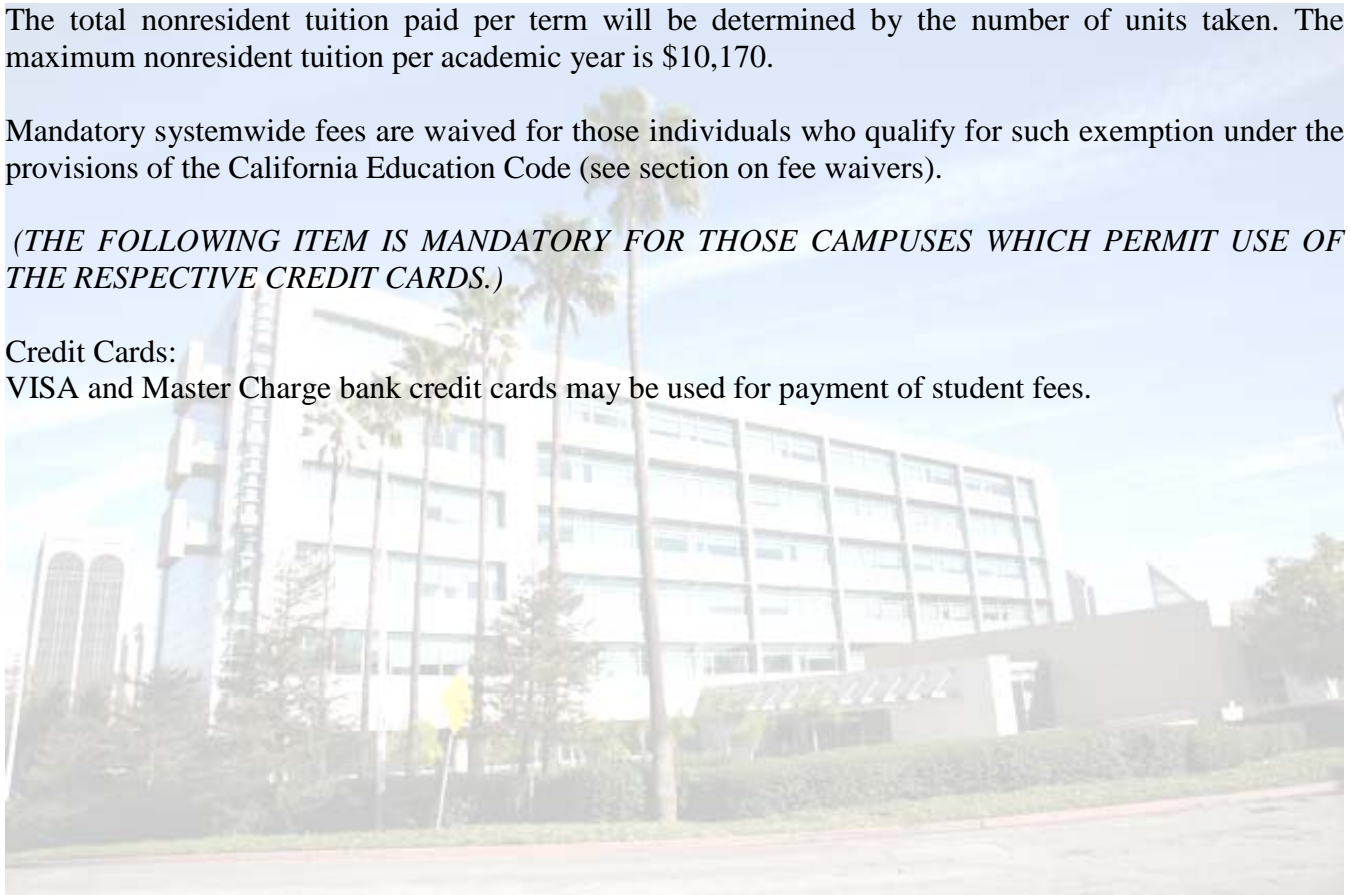 The total nonresident tuition paid per term will be determined by the number of units taken. The
maximum nonresident tuition per academic year is $10,170.
Mandatory systemwide fees are waived for those individuals who qualify for such exemption under the
provisions of the California Education Code (see section on fee waivers).
(THE FOLLOWING ITEM IS MANDATORY FOR THOSE CAMPUSES WHICH PERMIT USE OF
THE RESPECTIVE CREDIT CARDS.)
Credit Cards:
VISA and Master Charge bank credit cards may be used for payment of student fees.